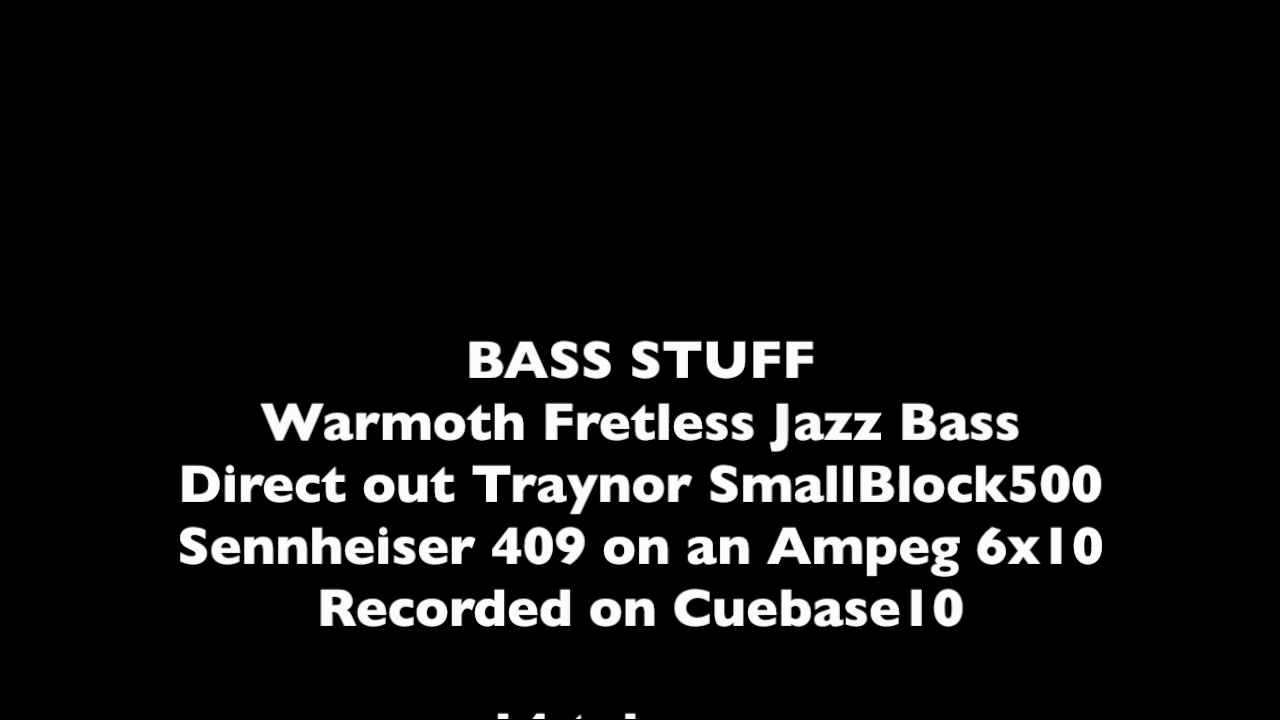 BASS STUFF
Warmoth Fretless Jazz Bass
Direct out Traynor SmallBlock500
Sennheiser 409 on an Ampeg 6x10
Recorded on Cuebase10